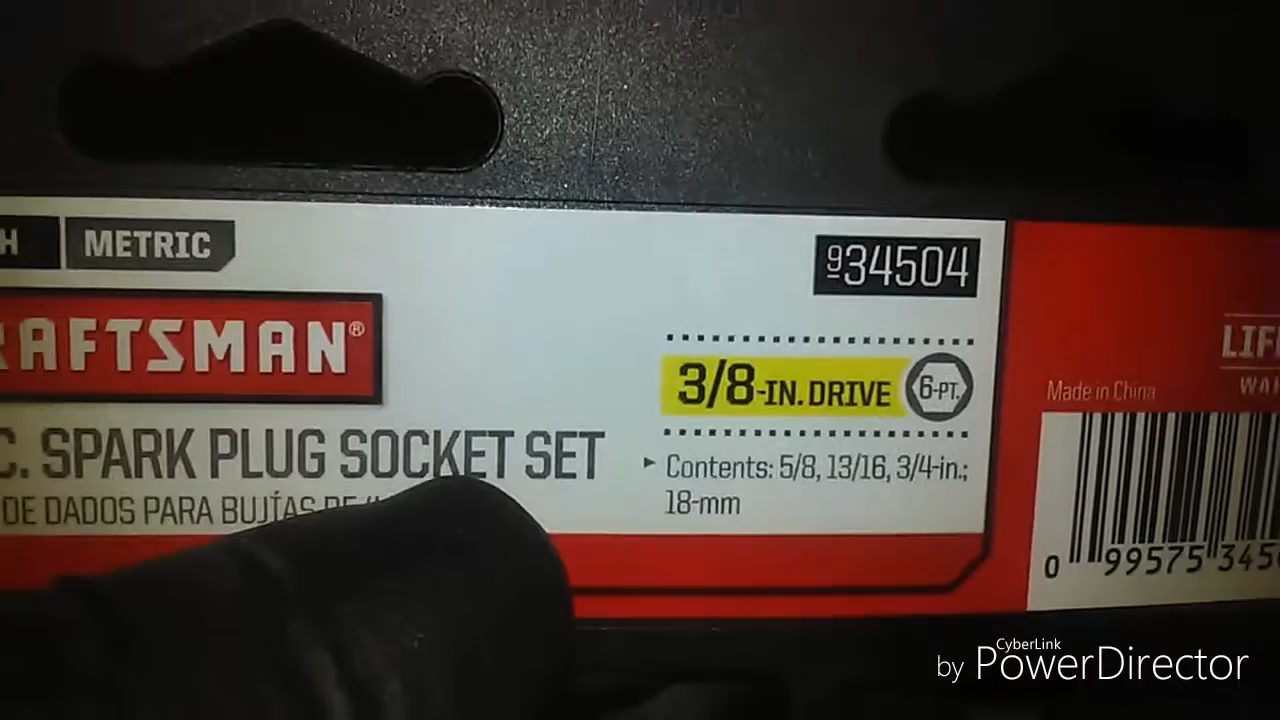 H METRIC
934504
RAFTSMAN®
3/8-IN. DRIVE 6-PT.
C. SPARK PLUG SOCKET SET
DE DADOS PARA BUJÍAS DE
Contents: 5/8, 13/16, 3/4-in.;
18-mm
LIF
WAR
Made in China
0 99575 345
CyberLink
by PowerDirector